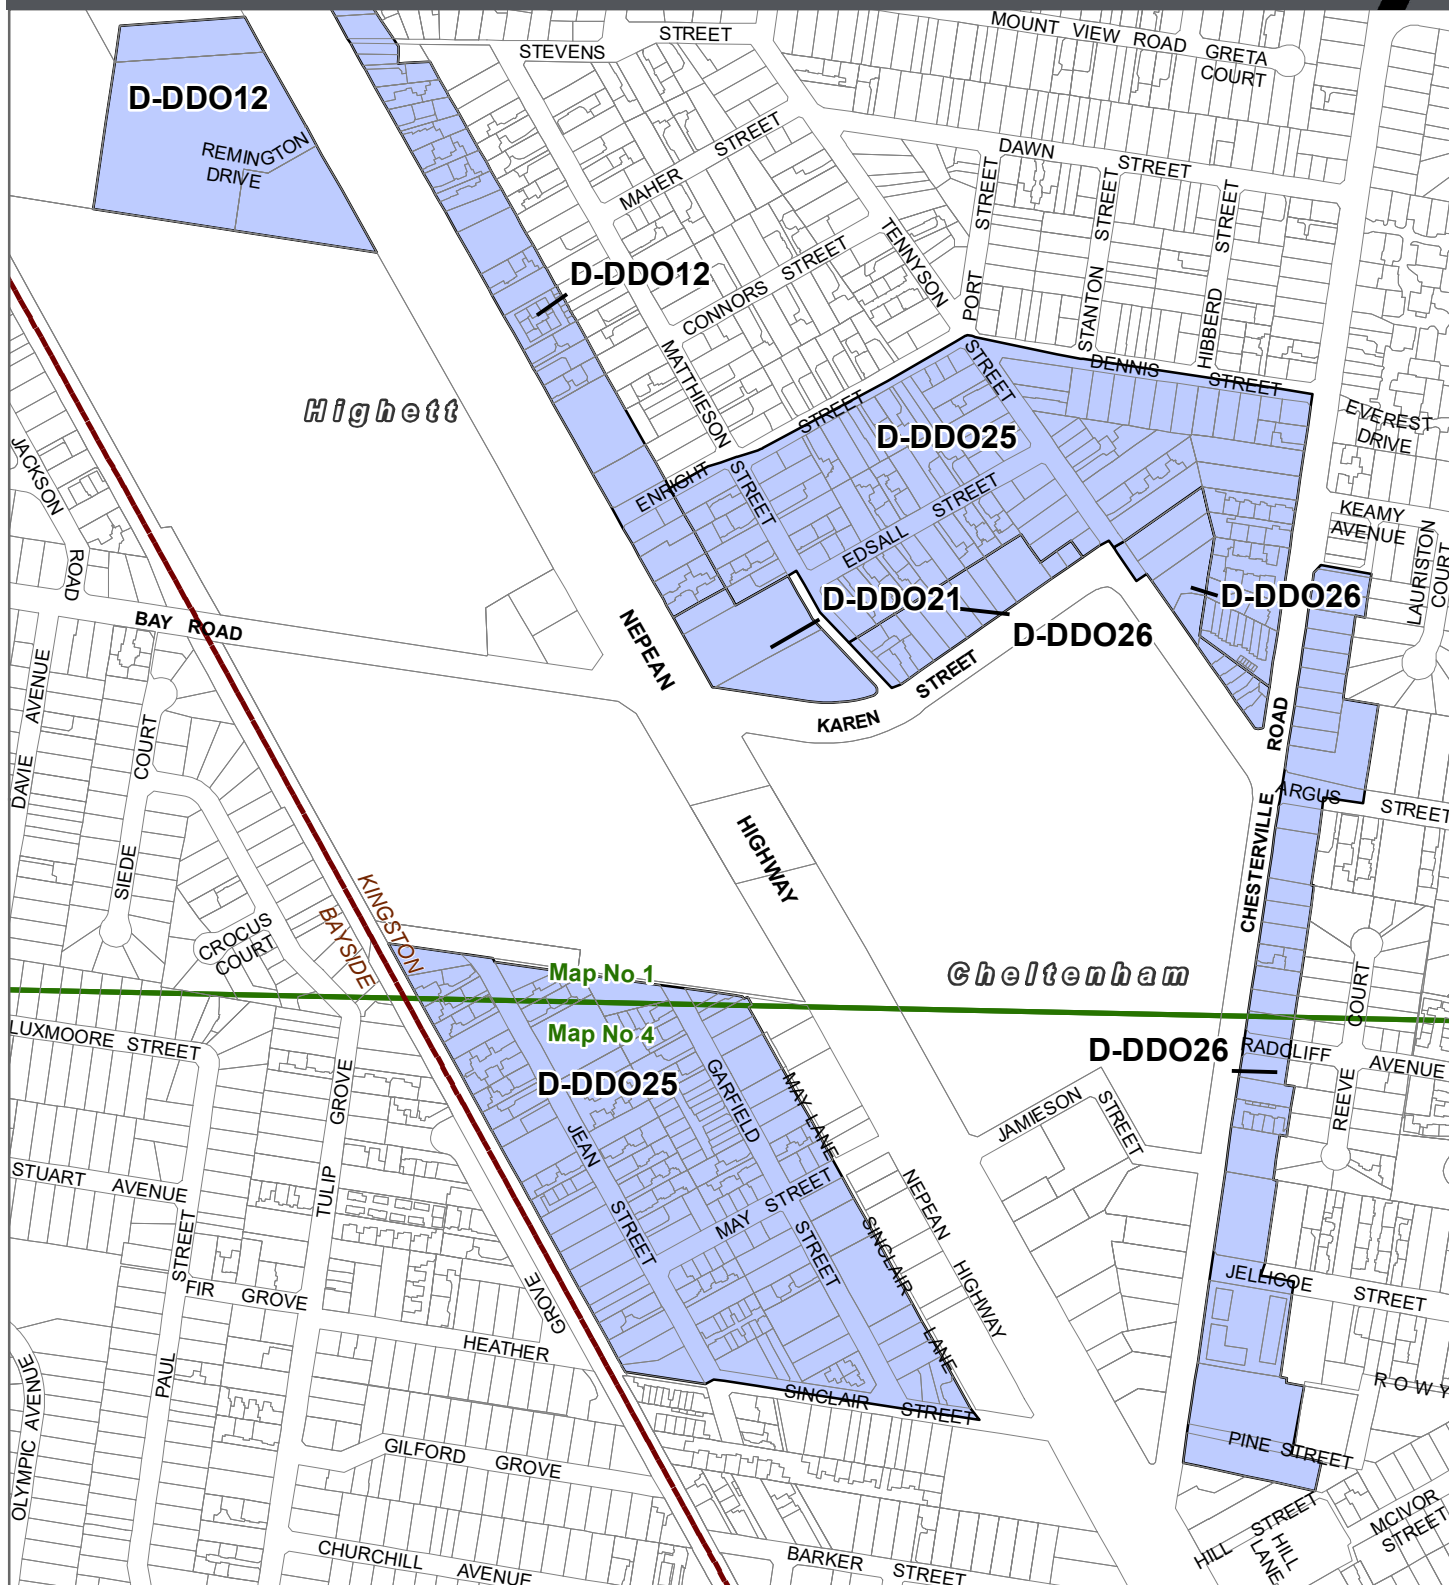 STEVENS STREET
MOUNT VIEW ROAD
GRETA
COURT
D-DDO12
REMINGTON
DRIVE
MAHER STREET
DAWN STREET
PORT STREET
STANTON STREET
HIBBERD STREET
TENNYSON STREET
CONNORS STREET
D-DDO12
MATTHIESON STREET
DENNIS STREET
Highett
ENRIGHT STREET
D-DDO25
EVEREST
DRIVE
JACKSON ROAD
EDSALL STREET
KEAMY
AVENUE
LAURISTON
COURT
D-DDO21
D-DDO26
D-DDO26
BAY ROAD
NEPEAN HIGHWAY
KAREN STREET
CHESTERVILLE ROAD
DAVIE AVENUE
SIEDE COURT
ARGUS STREET
CROCUS
COURT
KINGSTON
BAYSIDE
Map No 1
Cheltenham
Map No 4
D-DDO25
D-DDO26
LUXMOORE STREET
TULIP GROVE
GARFIELD STREET
MAY LANE
JEAN STREET
MAY STREET
JAMIESON STREET
RADCLIFF AVENUE
REEVE COURT
STUART AVENUE
NEPEAN HIGHWAY
SINCLAIR LANE
PAUL STREET
FIR GROVE
GROVE
HEATHER
JELLICOE STREET
OLYMPIC AVENUE
SINCLAIR STREET
ROWY
GILFORD GROVE
PINE STREET
MCIVOR
STREET
HILL STREET
HILL
LANE
CHURCHILL AVENUE
BARKER STREET